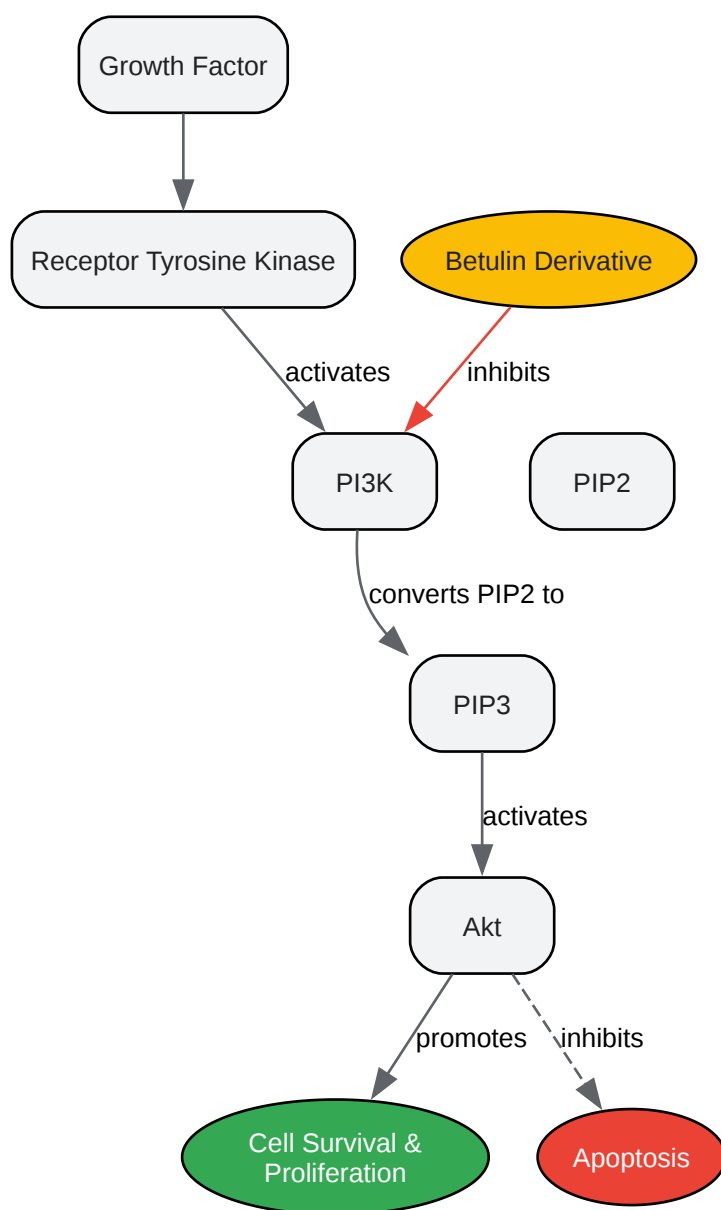 Growth Factor
Receptor Tyrosine Kinase
Betulin Derivative
activates
inhibits
PI3K
PIP2
converts PIP2 to
PIP3
activates
Akt
promotes
inhibits
Cell Survival &
Proliferation
Apoptosis